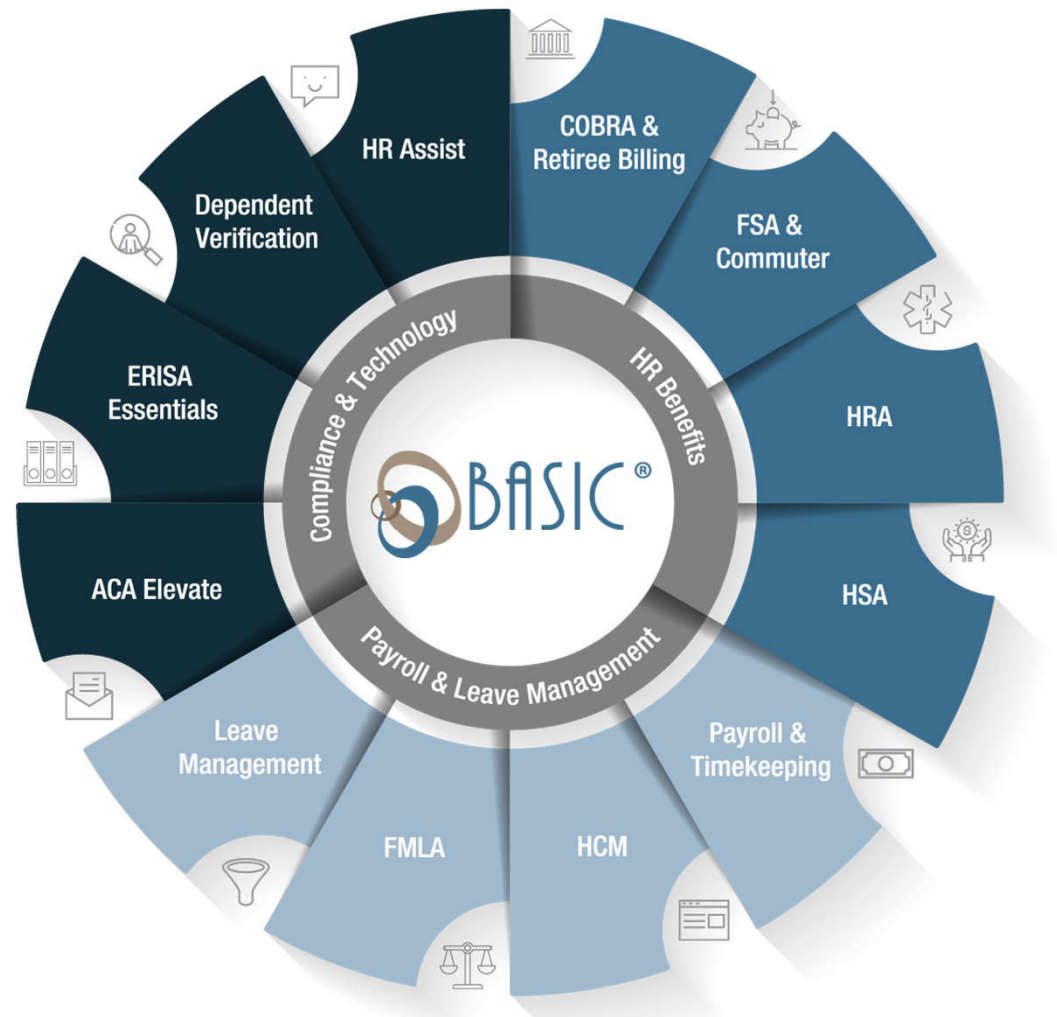 HR Assist
COBRA &
Retiree Billing
FSA &
Commuter
HRA
HSA
Payroll &
Timekeeping
HCM
FMLA
Leave
Management
ACA Elevate
ERISA
Essentials
Dependent
Verification
Compliance & Technology
HR Benefits
Payroll & Leave Management
BASIC®